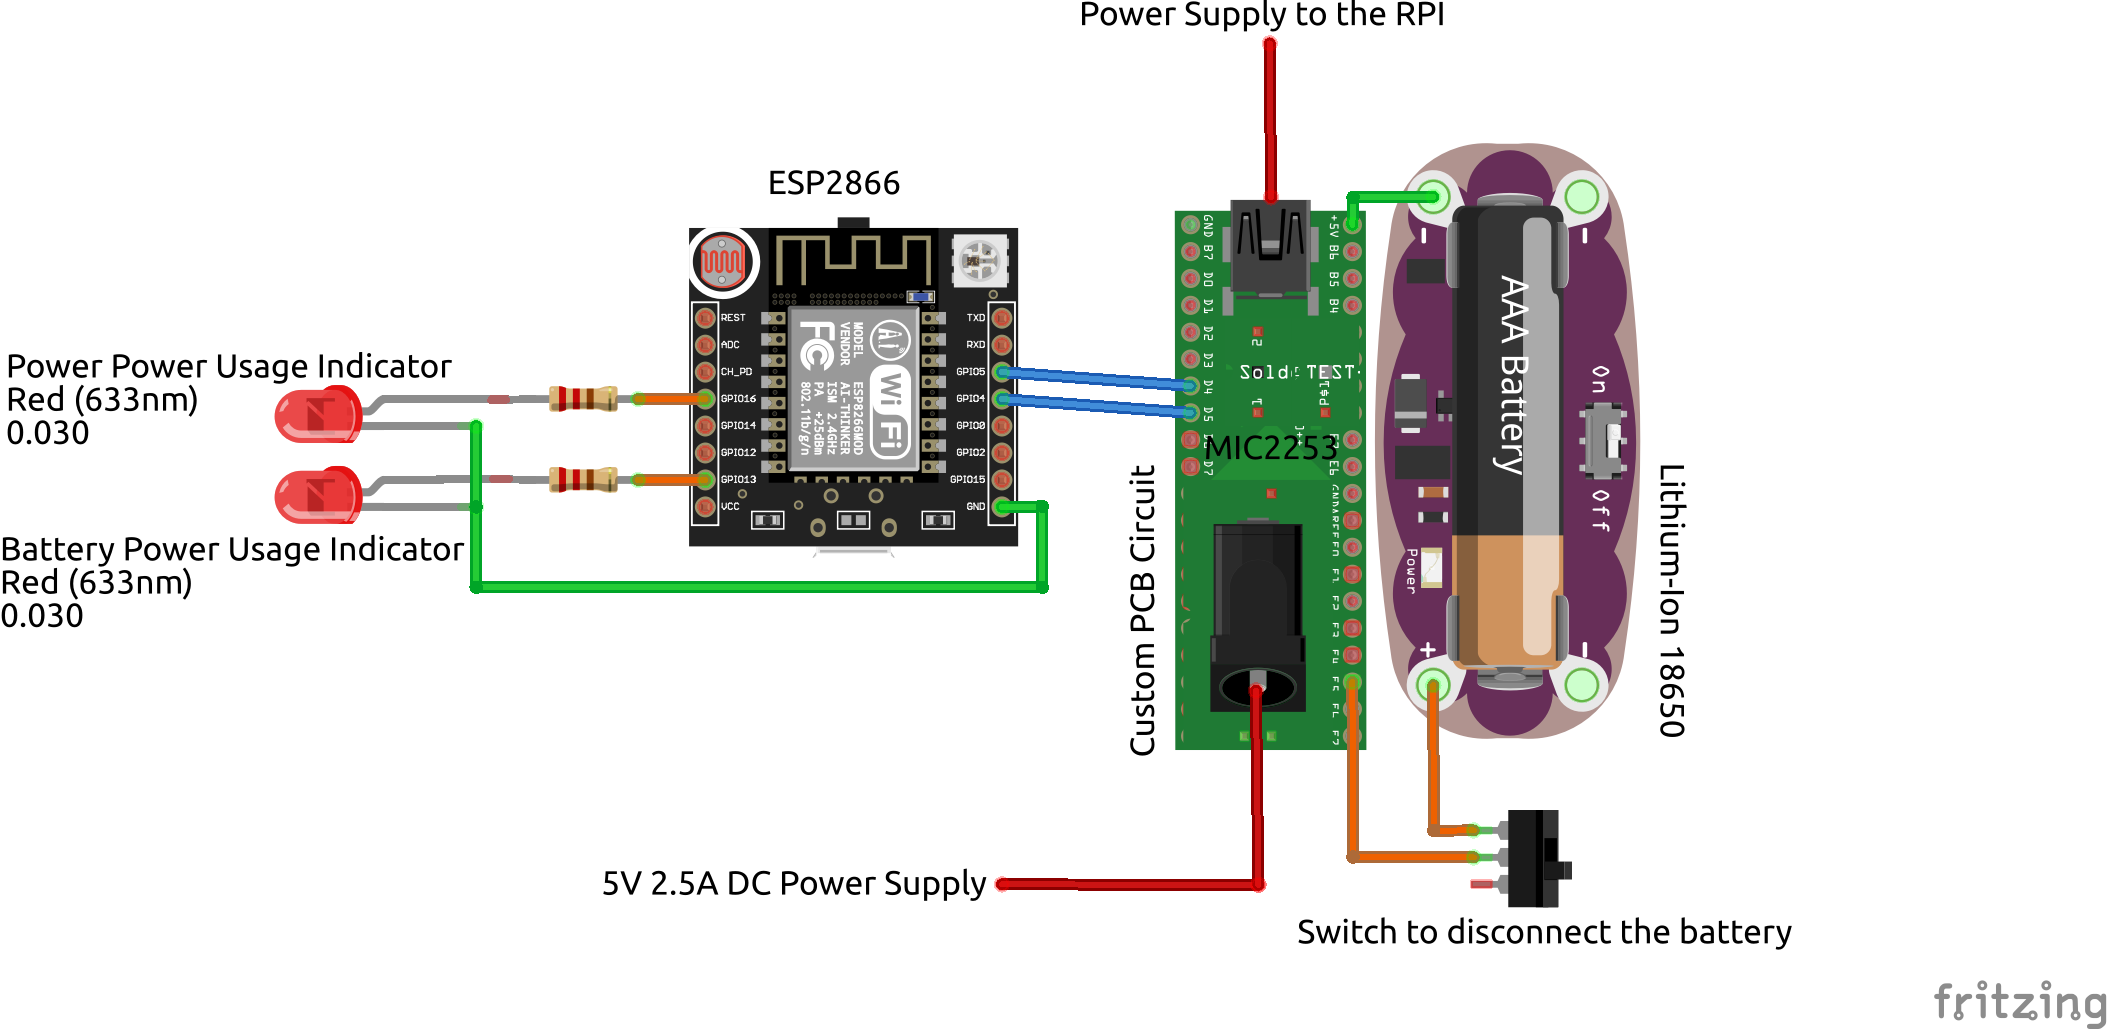 Power Supply to the RPI
ESP2866
Power Power Usage Indicator
Red (633nm)
0.030
Battery Power Usage Indicator
Red (633nm)
0.030
REST
ADC
CH_PD
GPIO16
GPIO14
GPIO12
GPIO13
VCC
TXD
RXD
GPIO5
GPIO4
GPIO0
GPIO2
GPIO15
GND
MODEL
VENDOR
ESP8266MOD
AI-THINKER
ISM 2.4GHz
PA +25dBm
802.11b/g/n
FC
Ai
WiFi
GND
B7
D0
D1
D2
D3
D4
D5
D7
+5V
B6
B5
B4
TEST
MIC2253
Custom PCB Circuit
AAA Battery
On
Off
Power
Lithium-Ion 18650
5V 2.5A DC Power Supply
Switch to disconnect the battery
fritzing